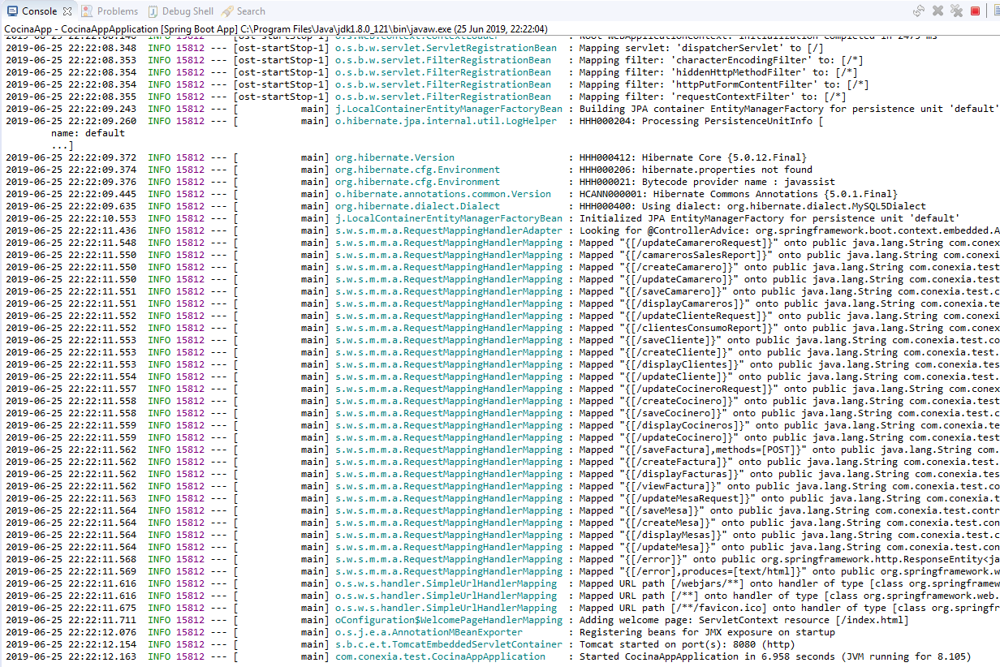 Console Problems Debug Shell Search
CocinaApp - CocinaAppApplication [Spring Boot App] C:\Program Files\Java\jdk1.8.0_121\bin\javaw.exe (25 Jun 2019, 22:22:04)
2019-06-25 22:22:08.146 INFO 15812 --- [ost-startStop-1] o.s.web.context.ContextLoader : Root WebApplicationContext: initialization completed in 2479 ms
2019-06-25 22:22:08.348 INFO 15812 --- [ost-startStop-1] o.s.b.w.servlet.ServletRegistrationBean : Mapping servlet: 'dispatcherServlet' to [/]
2019-06-25 22:22:08.353 INFO 15812 --- [ost-startStop-1] o.s.b.w.servlet.FilterRegistrationBean : Mapping filter: 'characterEncodingFilter' to: [/*]
2019-06-25 22:22:08.354 INFO 15812 --- [ost-startStop-1] o.s.b.w.servlet.FilterRegistrationBean : Mapping filter: 'hiddenHttpMethodFilter' to: [/*]
2019-06-25 22:22:08.354 INFO 15812 --- [ost-startStop-1] o.s.b.w.servlet.FilterRegistrationBean : Mapping filter: 'httpPutFormContentFilter' to: [/*]
2019-06-25 22:22:08.355 INFO 15812 --- [ost-startStop-1] o.s.b.w.servlet.FilterRegistrationBean : Mapping filter: 'requestContextFilter' to: [/*]
2019-06-25 22:22:09.243 INFO 15812 --- [ main] j.LocalContainerEntityManagerFactoryBean : Building JPA container EntityManagerFactory for persistence unit 'default'
2019-06-25 22:22:09.260 INFO 15812 --- [ main] o.hibernate.jpa.internal.util.LogHelper : HHH000204: Processing PersistenceUnitInfo [
name: default
...]
2019-06-25 22:22:09.372 INFO 15812 --- [ main] org.hibernate.Version : HHH000412: Hibernate Core {5.0.12.Final}
2019-06-25 22:22:09.374 INFO 15812 --- [ main] org.hibernate.cfg.Environment : HHH000206: hibernate.properties not found
2019-06-25 22:22:09.376 INFO 15812 --- [ main] org.hibernate.cfg.Environment : HHH000021: Bytecode provider name : javassist
2019-06-25 22:22:09.445 INFO 15812 --- [ main] o.hibernate.annotations.common.Version : HCANN000001: Hibernate Commons Annotations {5.0.1.Final}
2019-06-25 22:22:09.635 INFO 15812 --- [ main] org.hibernate.dialect.Dialect : HHH000400: Using dialect: org.hibernate.dialect.MySQL5Dialect
2019-06-25 22:22:10.553 INFO 15812 --- [ main] j.LocalContainerEntityManagerFactoryBean : Initialized JPA EntityManagerFactory for persistence unit 'default'
2019-06-25 22:22:11.436 INFO 15812 --- [ main] s.w.s.m.m.a.RequestMappingHandlerAdapter : Looking for @ControllerAdvice: org.springframework.boot.context.embedded.A
2019-06-25 22:22:11.548 INFO 15812 --- [ main] s.w.s.m.m.a.RequestMappingHandlerMapping : Mapped "{[/updateCamareroRequest]}" onto public java.lang.String com.conexia
2019-06-25 22:22:11.550 INFO 15812 --- [ main] s.w.s.m.m.a.RequestMappingHandlerMapping : Mapped "{[/camarerosSalesReport]}" onto public java.lang.String com.conexia.
2019-06-25 22:22:11.550 INFO 15812 --- [ main] s.w.s.m.m.a.RequestMappingHandlerMapping : Mapped "{[/createCamarero]}" onto public java.lang.String com.conexia.test
2019-06-25 22:22:11.550 INFO 15812 --- [ main] s.w.s.m.m.a.RequestMappingHandlerMapping : Mapped "{[/updateCamarero]}" onto public java.lang.String com.conexia.test
2019-06-25 22:22:11.551 INFO 15812 --- [ main] s.w.s.m.m.a.RequestMappingHandlerMapping : Mapped "{[/saveCamarero]}" onto public java.lang.String com.conexia.test.c
2019-06-25 22:22:11.551 INFO 15812 --- [ main] s.w.s.m.m.a.RequestMappingHandlerMapping : Mapped "{[/displayCamareros]}" onto public java.lang.String com.conexia.te
2019-06-25 22:22:11.552 INFO 15812 --- [ main] s.w.s.m.m.a.RequestMappingHandlerMapping : Mapped "{[/updateClienteRequest]}" onto public java.lang.String com.conexia.
2019-06-25 22:22:11.552 INFO 15812 --- [ main] s.w.s.m.m.a.RequestMappingHandlerMapping : Mapped "{[/clientesConsumoReport]}" onto public java.lang.String com.conexia
2019-06-25 22:22:11.553 INFO 15812 --- [ main] s.w.s.m.m.a.RequestMappingHandlerMapping : Mapped "{[/saveCliente]}" onto public java.lang.String com.conexia.test.co
2019-06-25 22:22:11.553 INFO 15812 --- [ main] s.w.s.m.m.a.RequestMappingHandlerMapping : Mapped "{[/createCliente]}" onto public java.lang.String com.conexia.test.
2019-06-25 22:22:11.553 INFO 15812 --- [ main] s.w.s.m.m.a.RequestMappingHandlerMapping : Mapped "{[/displayClientes]}" onto public java.lang.String com.conexia.tes
2019-06-25 22:22:11.554 INFO 15812 --- [ main] s.w.s.m.m.a.RequestMappingHandlerMapping : Mapped "{[/updateCliente]}" onto public java.lang.String com.conexia.test.
2019-06-25 22:22:11.557 INFO 15812 --- [ main] s.w.s.m.m.a.RequestMappingHandlerMapping : Mapped "{[/updateCocineroRequest]}" onto public java.lang.String com.conexia
2019-06-25 22:22:11.558 INFO 15812 --- [ main] s.w.s.m.m.a.RequestMappingHandlerMapping : Mapped "{[/createCocinero]}" onto public java.lang.String com.conexia.test
2019-06-25 22:22:11.558 INFO 15812 --- [ main] s.w.s.m.m.a.RequestMappingHandlerMapping : Mapped "{[/saveCocinero]}" onto public java.lang.String com.conexia.test.c
2019-06-25 22:22:11.559 INFO 15812 --- [ main] s.w.s.m.m.a.RequestMappingHandlerMapping : Mapped "{[/displayCocineros]}" onto public java.lang.String com.conexia.te
2019-06-25 22:22:11.559 INFO 15812 --- [ main] s.w.s.m.m.a.RequestMappingHandlerMapping : Mapped "{[/updateCocinero]}" onto public java.lang.String com.conexia.test
2019-06-25 22:22:11.562 INFO 15812 --- [ main] s.w.s.m.m.a.RequestMappingHandlerMapping : Mapped "{[/saveFactura],methods=[POST]}" onto public java.lang.String com.
2019-06-25 22:22:11.562 INFO 15812 --- [ main] s.w.s.m.m.a.RequestMappingHandlerMapping : Mapped "{[/createFactura]}" onto public java.lang.String com.conexia.test.
2019-06-25 22:22:11.562 INFO 15812 --- [ main] s.w.s.m.m.a.RequestMappingHandlerMapping : Mapped "{[/displayFacturas]}" onto public java.lang.String com.conexia.tes
2019-06-25 22:22:11.562 INFO 15812 --- [ main] s.w.s.m.m.a.RequestMappingHandlerMapping : Mapped "{[/viewFactura]}" onto public java.lang.String com.conexia.test.co
2019-06-25 22:22:11.563 INFO 15812 --- [ main] s.w.s.m.m.a.RequestMappingHandlerMapping : Mapped "{[/updateMesaRequest]}" onto public java.lang.String com.conexia.t
2019-06-25 22:22:11.564 INFO 15812 --- [ main] s.w.s.m.m.a.RequestMappingHandlerMapping : Mapped "{[/saveMesa]}" onto public java.lang.String com.conexia.test.contr
2019-06-25 22:22:11.564 INFO 15812 --- [ main] s.w.s.m.m.a.RequestMappingHandlerMapping : Mapped "{[/createMesa]}" onto public java.lang.String com.conexia.test.con
2019-06-25 22:22:11.564 INFO 15812 --- [ main] s.w.s.m.m.a.RequestMappingHandlerMapping : Mapped "{[/displayMesas]}" onto public java.lang.String com.conexia.test.c
2019-06-25 22:22:11.564 INFO 15812 --- [ main] s.w.s.m.m.a.RequestMappingHandlerMapping : Mapped "{[/updateMesa]}" onto public java.lang.String com.conexia.test.con
2019-06-25 22:22:11.568 INFO 15812 --- [ main] s.w.s.m.m.a.RequestMappingHandlerMapping : Mapped "{[/error]}" onto public org.springframework.http.ResponseEntity<ja
2019-06-25 22:22:11.569 INFO 15812 --- [ main] s.w.s.m.m.a.RequestMappingHandlerMapping : Mapped "{[/error],produces=[text/html]}" onto public org.springframework.w
2019-06-25 22:22:11.616 INFO 15812 --- [ main] o.s.w.s.handler.SimpleUrlHandlerMapping : Mapped URL path [/webjars/**] onto handler of type [class org.springframew
2019-06-25 22:22:11.616 INFO 15812 --- [ main] o.s.w.s.handler.SimpleUrlHandlerMapping : Mapped URL path [/**] onto handler of type [class org.springframework.web.
2019-06-25 22:22:11.675 INFO 15812 --- [ main] o.s.w.s.handler.SimpleUrlHandlerMapping : Mapped URL path [/**/favicon.ico] onto handler of type [class org.springfr
2019-06-25 22:22:11.711 INFO 15812 --- [ main] oConfiguration$WelcomePageHandlerMapping : Adding welcome page: ServletContext resource [/index.html]
2019-06-25 22:22:12.076 INFO 15812 --- [ main] o.s.j.e.a.AnnotationMBeanExporter : Registering beans for JMX exposure on startup
2019-06-25 22:22:12.154 INFO 15812 --- [ main] s.b.c.e.t.TomcatEmbeddedServletContainer : Tomcat started on port(s): 8080 (http)
2019-06-25 22:22:12.163 INFO 15812 --- [ main] com.conexia.test.CocinaAppApplication : Started CocinaAppApplication in 6.958 seconds (JVM running for 8.105)